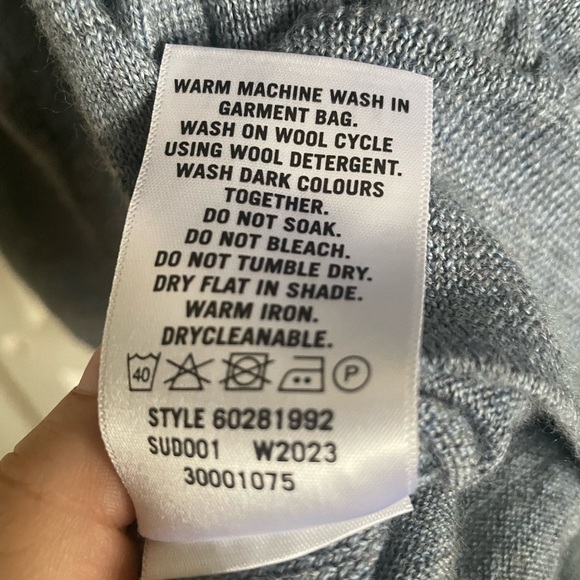 WARM MACHINE WASH IN
GARMENT BAG.
WASH ON WOOL CYCLE
USING WOOL DETERGENT.
WASH DARK COLOURS
TOGETHER.
DO NOT SOAK.
DO NOT BLEACH.
DO NOT TUMBLE DRY.
DRY FLAT IN SHADE.
WARM IRON.
DRYCLEANABLE.
40 P
STYLE 60281992
SUD001 W2023
30001075